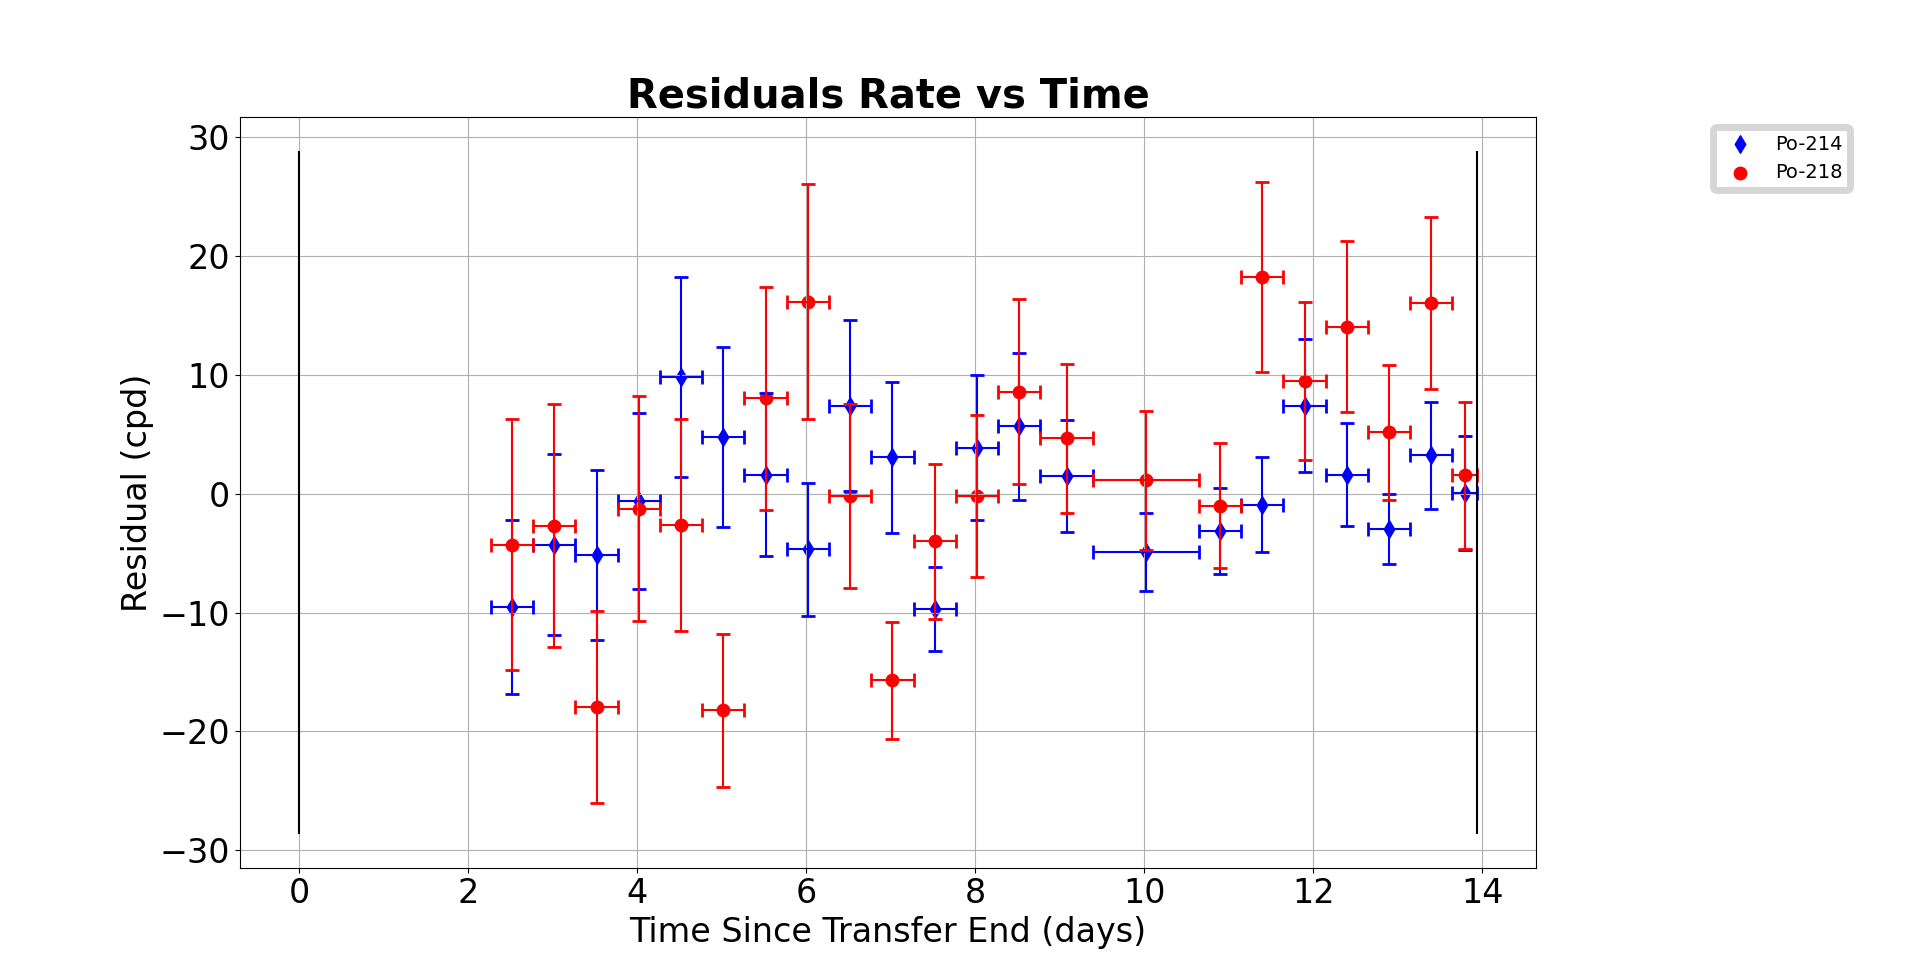 Residuals Rate vs Time
Po-214
Po-218
Residual (cpd)
30
20
10
0
−10
−20
−30
0 2 4 6 8 10 12 14
Time Since Transfer End (days)